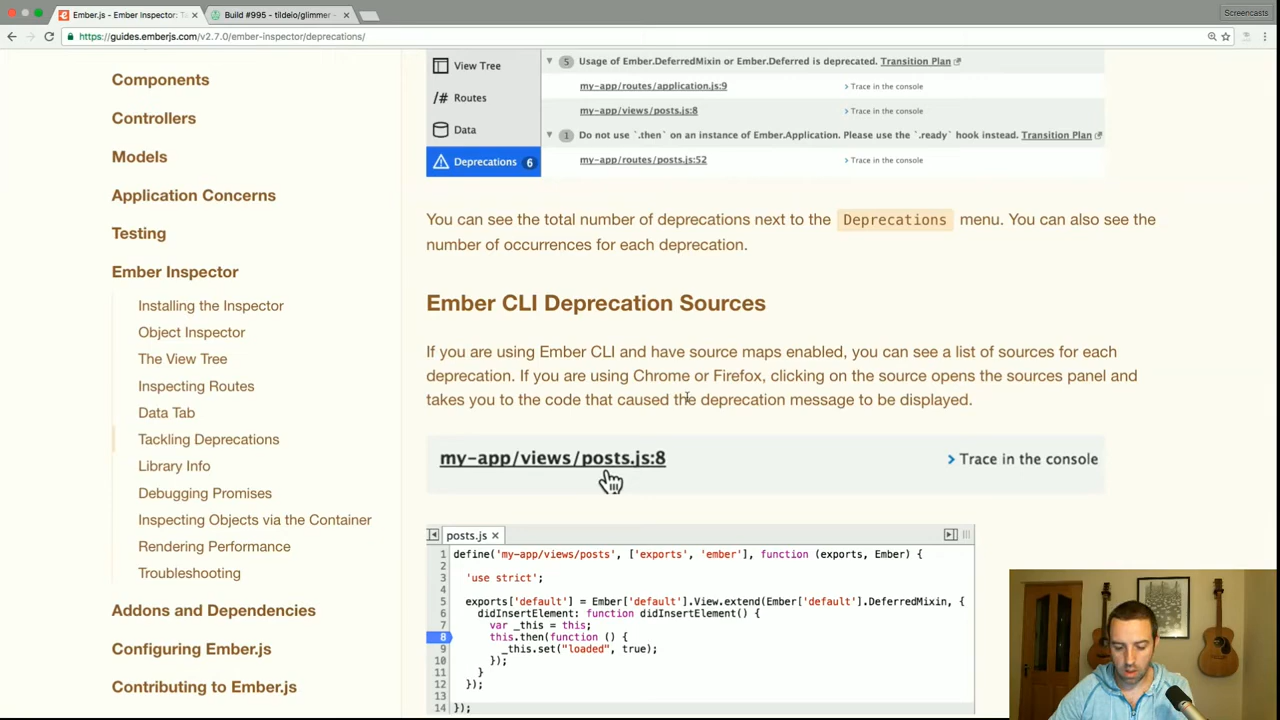 Ember.js - Ember Inspector: Ta
Build #995 - tildeio/glimmer -
Screencasts
https://guides.emberjs.com/v2.7.0/ember-inspector/deprecations/
Components
Controllers
Models
Application Concerns
Testing
Ember Inspector
Installing the Inspector
Object Inspector
The View Tree
Inspecting Routes
Data Tab
Tackling Deprecations
Library Info
Debugging Promises
Inspecting Objects via the Container
Rendering Performance
Troubleshooting
Addons and Dependencies
Configuring Ember.js
Contributing to Ember.js
View Tree
/# Routes
Data
Deprecations 6
5 Usage of Ember.DeferredMixin or Ember.Deferred is deprecated. Transition Plan
my-app/routes/application.js:9 > Trace in the console
my-app/views/posts.js:8 > Trace in the console
1 Do not use `.then` on an instance of Ember.Application. Please use the `.ready` hook instead. Transition Plan
my-app/routes/posts.js:52 > Trace in the console
You can see the total number of deprecations next to the Deprecations menu. You can also see the
number of occurrences for each deprecation.
Ember CLI Deprecation Sources
If you are using Ember CLI and have source maps enabled, you can see a list of sources for each
deprecation. If you are using Chrome or Firefox, clicking on the source opens the sources panel and
takes you to the code that caused the deprecation message to be displayed.
my-app/views/posts.js:8 > Trace in the console
posts.js ×
1 define('my-app/views/posts', ['exports', 'ember'], function (exports, Ember) {
2
3 'use strict';
4
5 exports['default'] = Ember['default'].View.extend(Ember['default'].DeferredMixin, {
6 didInsertElement: function didInsertElement() {
7 var _this = this;
8 this.then(function () {
9 _this.set("loaded", true);
10 });
11 }
12 });
13
14 });